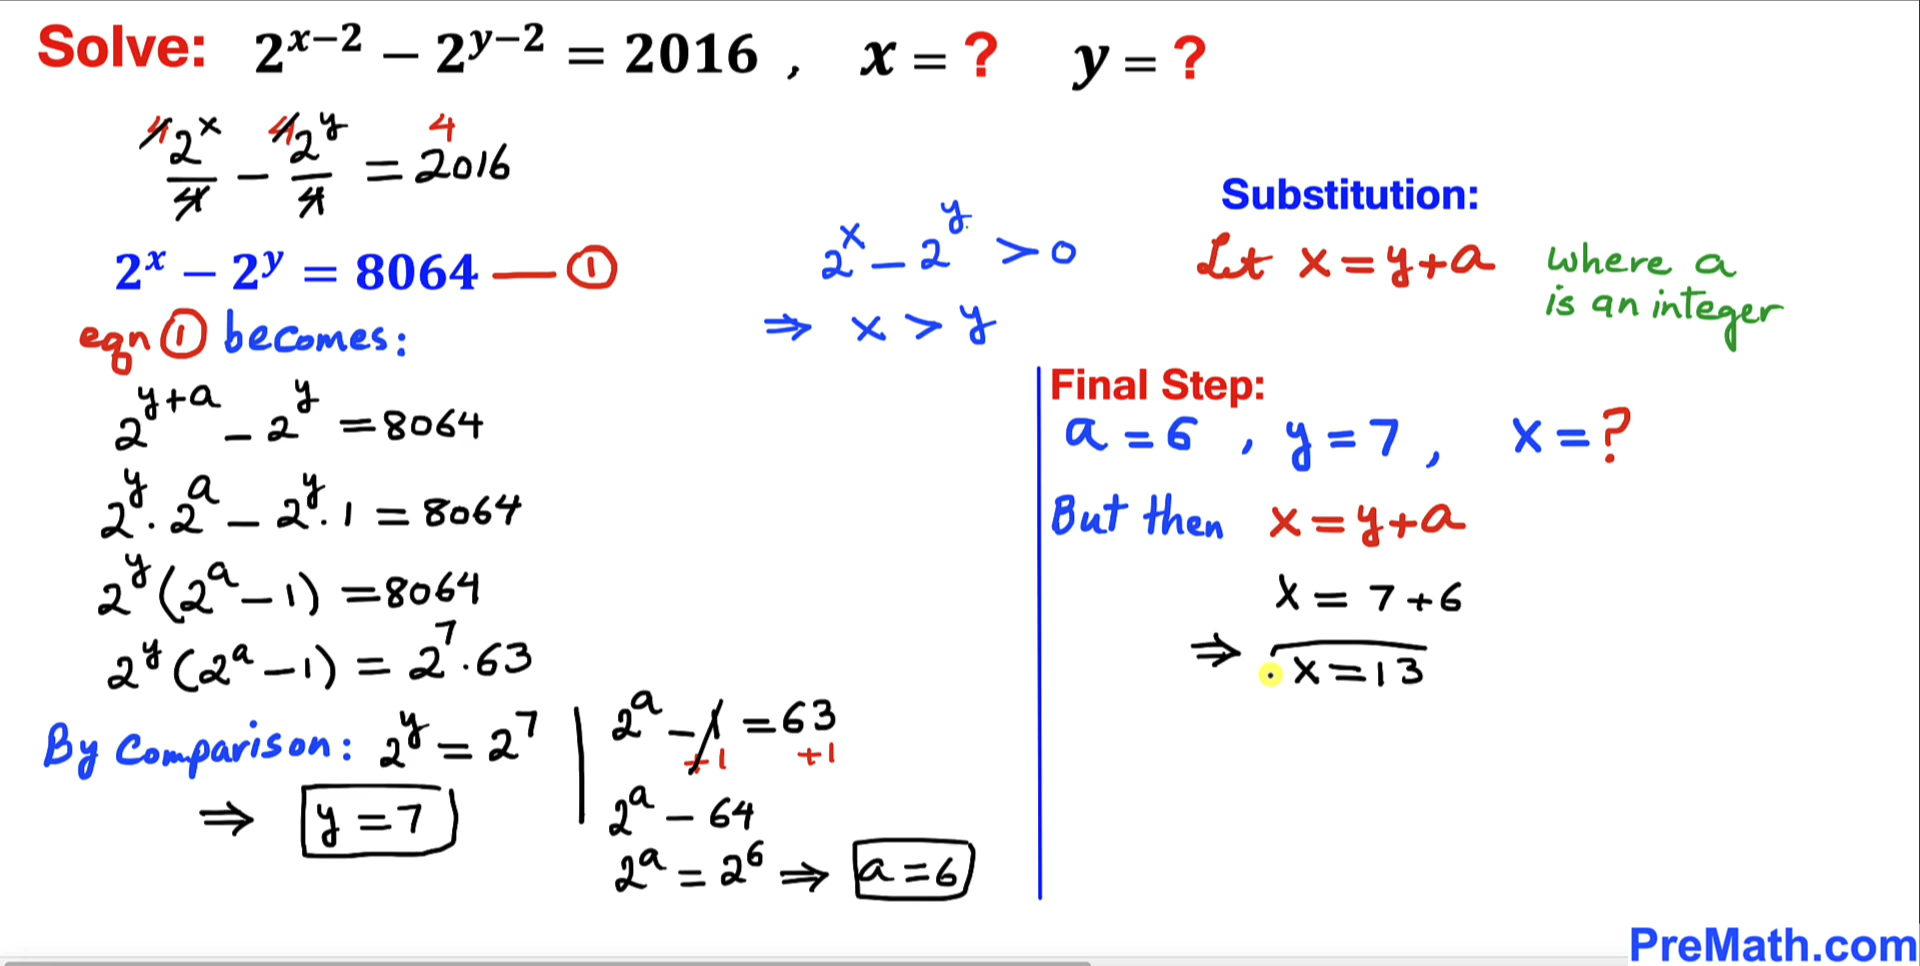 Solve: 2^{x−2} − 2^{y−2} = 2016 , x = ? y = ?
4 2^x / 4 − 4 2^y / 4 = 4 2016
2^x − 2^y = 8064 — ①
eqn ① becomes:
2^{y+a} − 2^y = 8064
2^y · 2^a − 2^y · 1 = 8064
2^y (2^a − 1) = 8064
2^y (2^a − 1) = 2^7 · 63
By Comparison: 2^y = 2^7
⇒ y = 7
2^a − 1 = 63
+1 +1
2^a − 64
2^a = 2^6 ⇒ a = 6
2^x − 2^y > 0
⇒ x > y
Substitution:
Let x = y + a where a
is an integer
Final Step:
a = 6 , y = 7 , x = ?
But then x = y + a
x = 7 + 6
⇒ x = 13
PreMath.com